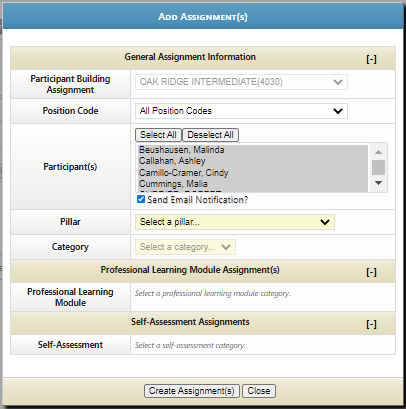 Add Assignment(s)
General Assignment Information [-]
Participant Building Assignment OAK RIDGE INTERMEDIATE(4030)
Position Code All Position Codes
Select All Deselect All
Participant(s)
Beushausen, Malinda
Callahan, Ashley
Camillo-Cramer, Cindy
Cummings, Malia
Send Email Notification?
Pillar Select a pillar...
Category Select a category...
Professional Learning Module Assignment(s) [-]
Professional Learning Module Select a professional learning module category.
Self-Assessment Assignments [-]
Self-Assessment Select a self-assessment category.
Create Assignment(s) Close